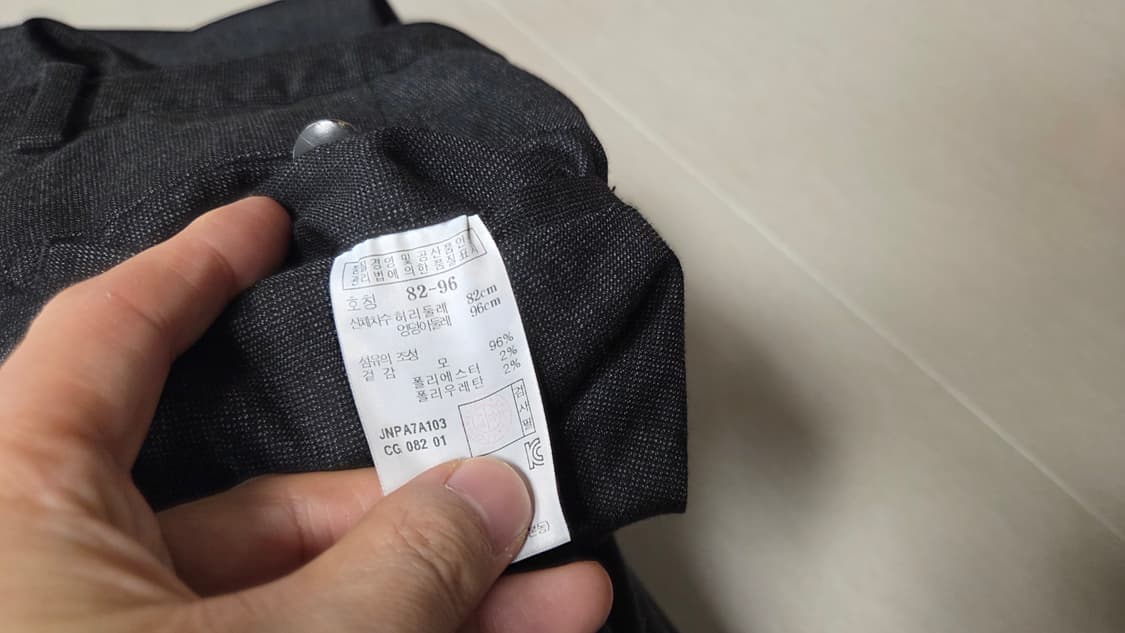 품질경영 및 공산품안전
관리법에 의한 품질표시
호칭 82-96
신체치수 허리둘레 82cm
엉덩이둘레 96cm
섬유의 조성
겉감 모 96%
폴리에스터 2%
폴리우레탄 2%
검사필
JNPA7A103
CG 082 01